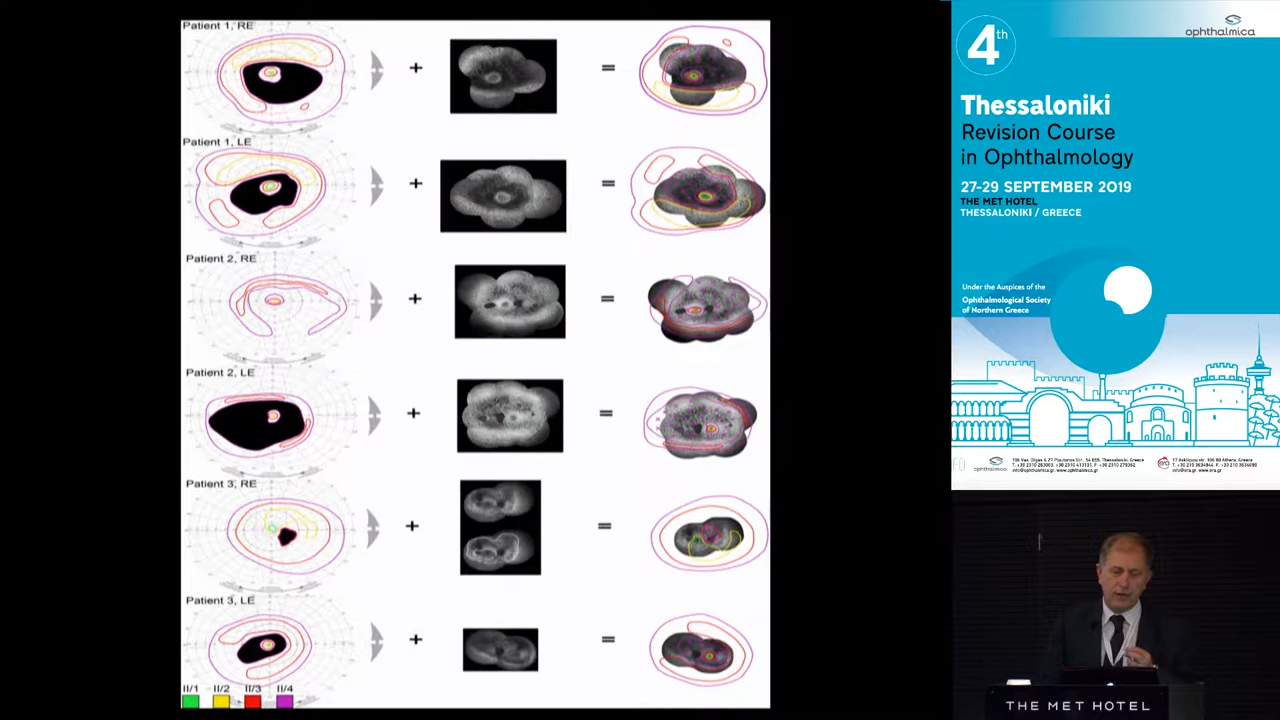 Patient 1, RE
+
=
Patient 1, LE
+
=
Patient 2, RE
+
=
Patient 2, LE
+
=
Patient 3, RE
+
=
Patient 3, LE
+
=
II/1
II/2
II/3
II/4
4th
ophthalmica
Thessaloniki
Revision Course
in Ophthalmology
27-29 SEPTEMBER 2019
THE MET HOTEL
THESSALONIKI / GREECE
Under the Auspices of the
Ophthalmological Society
of Northern Greece
ophthalmica
THE MET HOTEL